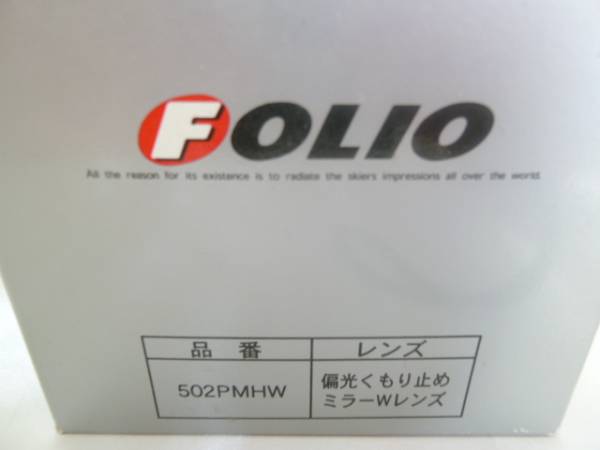 FOLIO
All the reason for its existence is to radiate the skiers impressions all over the world.
品 番 レンズ
502PMHW 偏光くもり止め
ミラーWレンズ